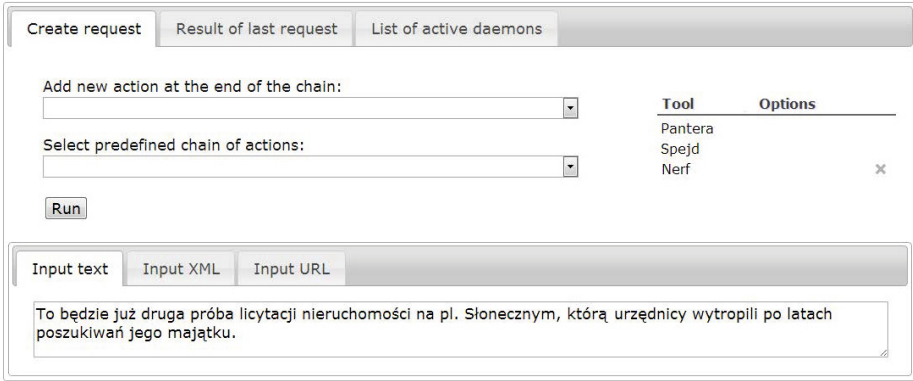 Create request Result of last request List of active daemons
Add new action at the end of the chain:
Select predefined chain of actions:
Run
Tool Options
Pantera
Spejd
Nerf
Input text Input XML Input URL
To będzie już druga próba licytacji nieruchomości na pl. Słonecznym, którą urzędnicy wytropili po latach
poszukiwań jego majątku.